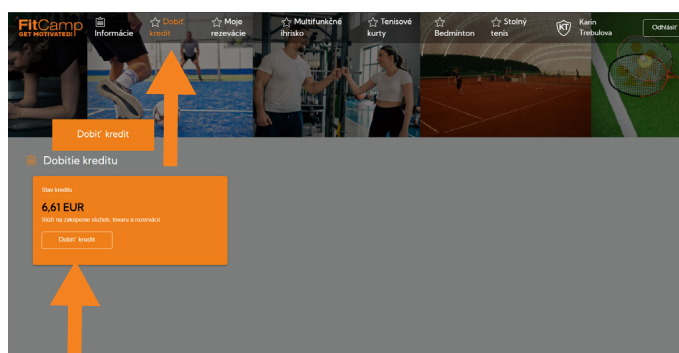 FitCamp
GET MOTIVATED!
Informácie
Dobiť
kredit
Moje
rezevácie
Multifunkčné
ihrisko
Tenisové
kurty
Bedminton
Stolný
tenis
KT
Karin
Trebulova
Odhlásiť
Dobiť kredit
Dobitie kreditu
Stav kreditu
6,61 EUR
Slúži na zakúpenie služieb, tovaru a rezervácií
Dobiť kredit